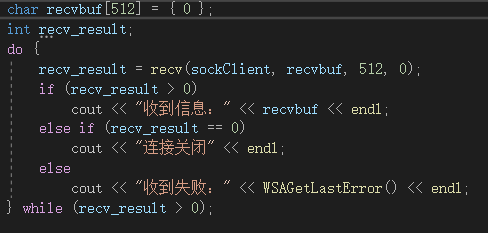 char recvbuf[512] = { 0 };
int recv_result;
do {
recv_result = recv(sockClient, recvbuf, 512, 0);
if (recv_result > 0)
cout << "收到信息：" << recvbuf << endl;
else if (recv_result == 0)
cout << "连接关闭" << endl;
else
cout << "收到失败：" << WSAGetLastError() << endl;
} while (recv_result > 0);